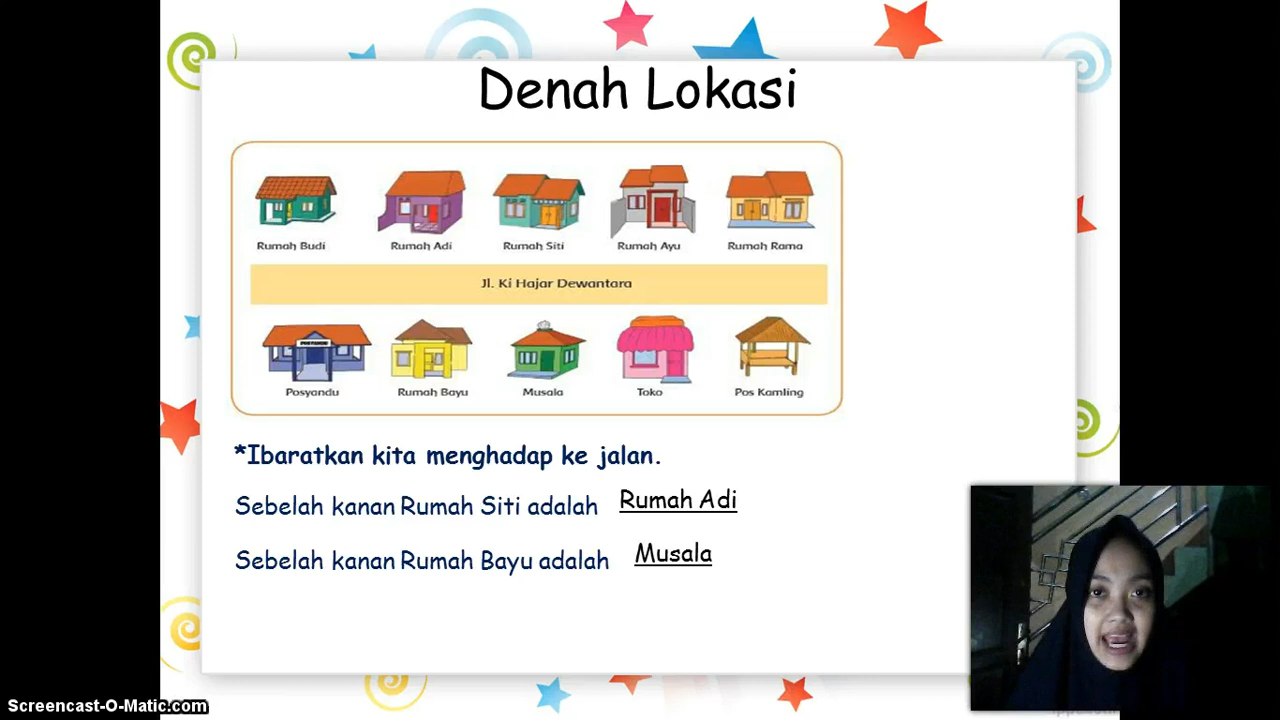 Denah Lokasi
Rumah Budi
Rumah Adi
Rumah Siti
Rumah Ayu
Rumah Rama
Jl. Ki Hajar Dewantara
POSYANDU
Posyandu
Rumah Bayu
Musala
Toko
Pos Kamling
*Ibaratkan kita menghadap ke jalan.
Sebelah kanan Rumah Siti adalah Rumah Adi
Sebelah kanan Rumah Bayu adalah Musala
Screencast-O-Matic.com